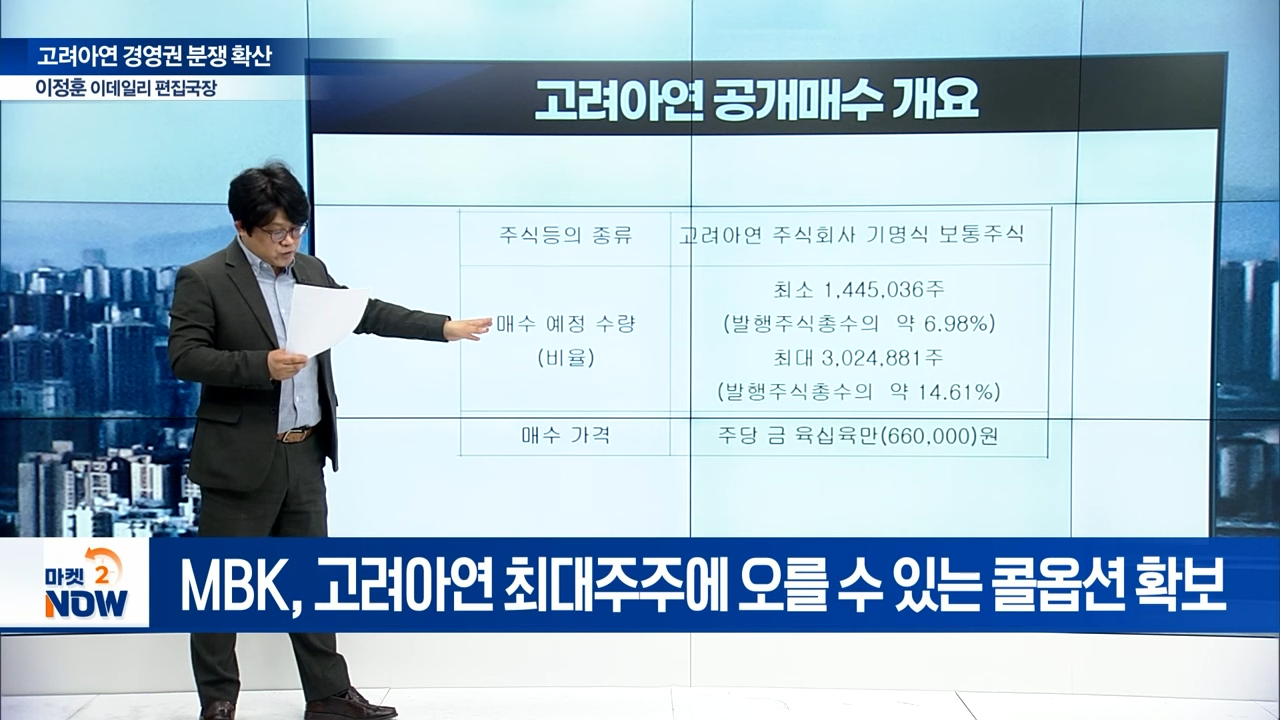 고려아연 경영권 분쟁 확산
이정훈 이데일리 편집국장
고려아연 공개매수 개요
주식등의 종류
고려아연 주식회사 기명식 보통주식
매수 예정 수량
(비율)
최소 1,445,036주
(발행주식총수의 약 6.98%)
최대 3,024,881주
(발행주식총수의 약 14.61%)
매수 가격
주당 금 육십육만(660,000)원
마켓 2
NOW
MBK, 고려아연 최대주주에 오를 수 있는 콜옵션 확보